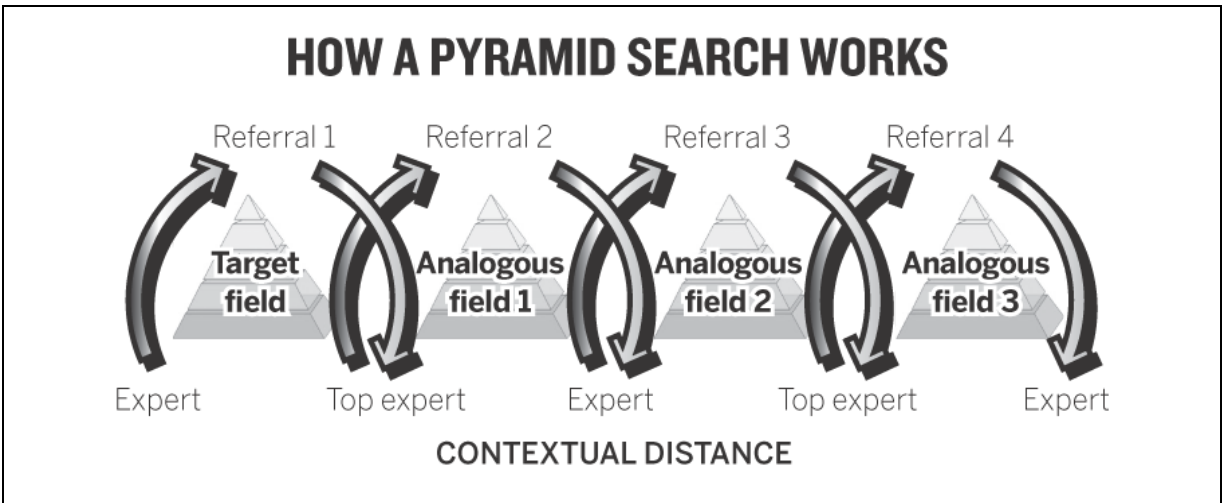 HOW A PYRAMID SEARCH WORKS
Referral 1 Referral 2 Referral 3 Referral 4
Target field
Analogous field 1
Analogous field 2
Analogous field 3
Expert Top expert Expert Top expert Expert
CONTEXTUAL DISTANCE